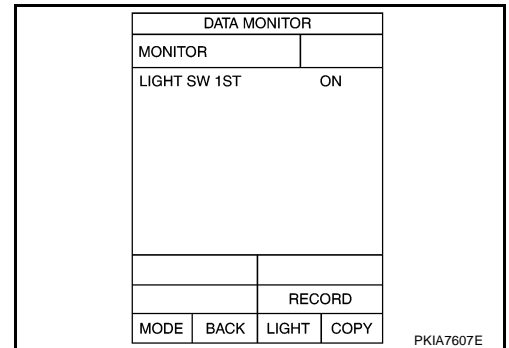 DATA MONITOR
MONITOR
LIGHT SW 1ST ON
RECORD
MODE BACK LIGHT COPY
PKIA7607E